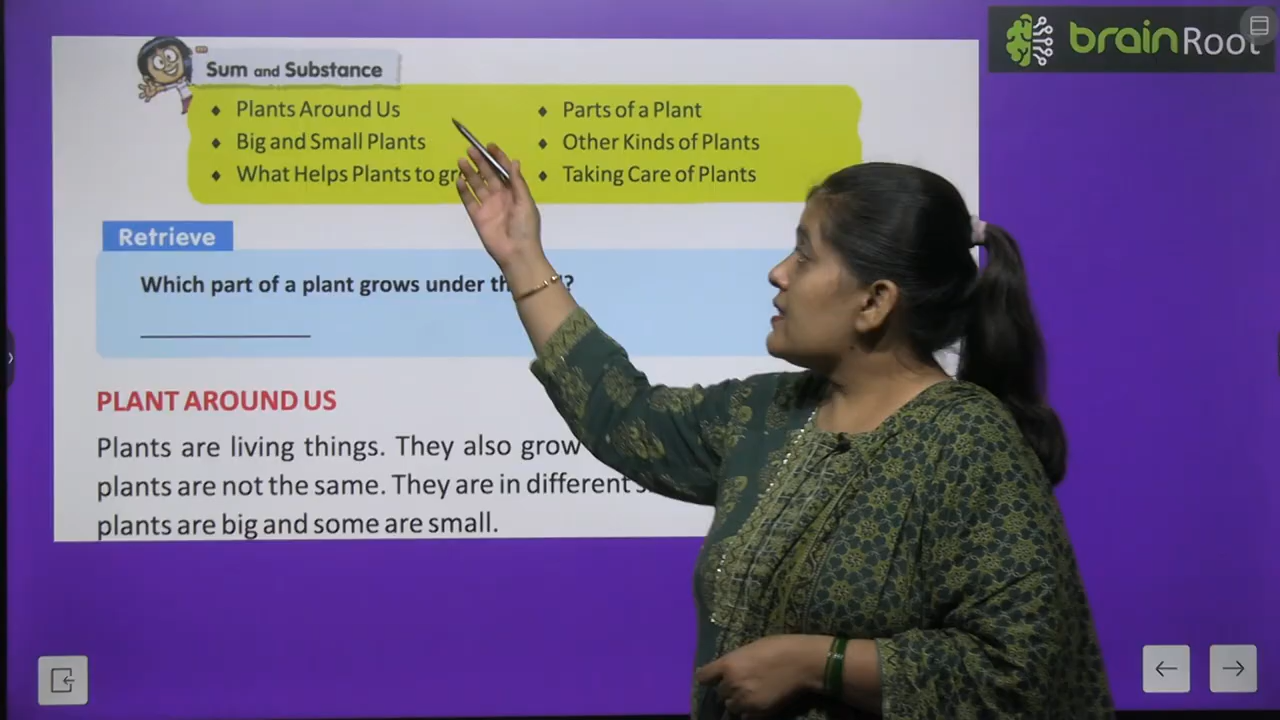 brainRoot
Sum and Substance
Plants Around Us
Parts of a Plant
Big and Small Plants
Other Kinds of Plants
What Helps Plants to
Taking Care of Plants
Retrieve
Which part of a plant grows under
PLANT AROUND US
Plants are living things. They also grow
plants are not the same. They are in different
plants are big and some are small.